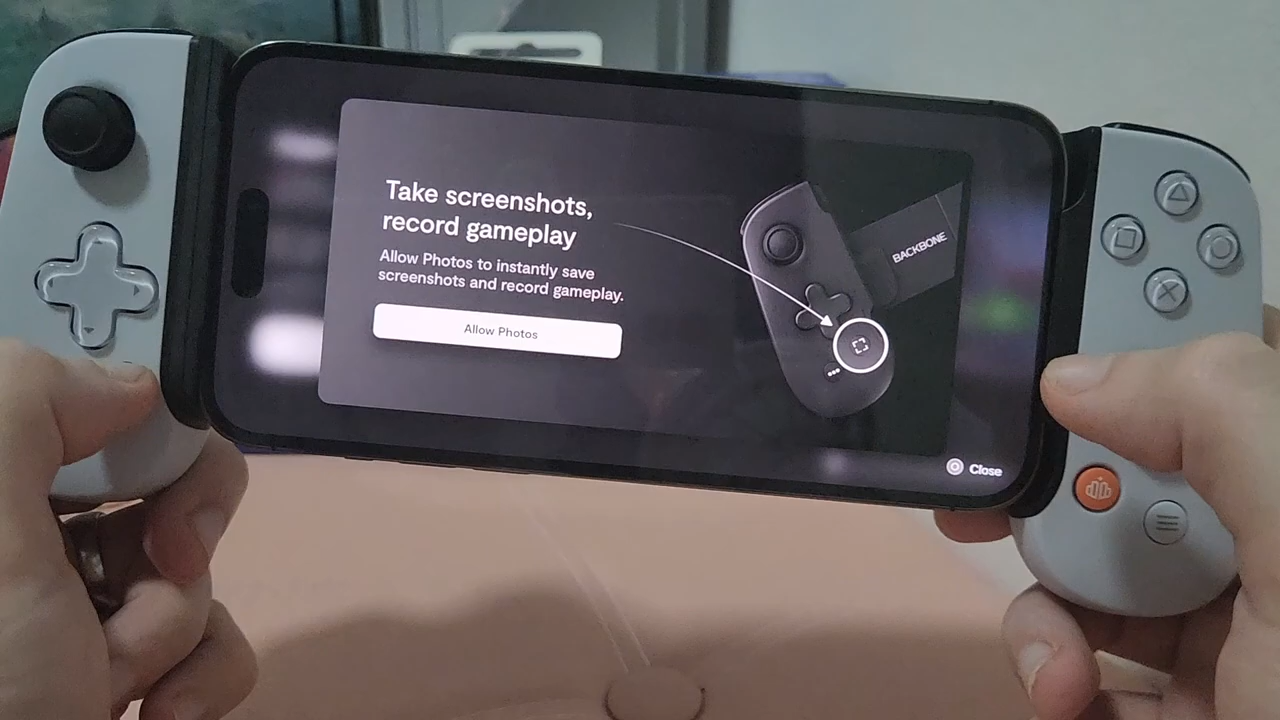 Take screenshots,
record gameplay
Allow Photos to instantly save
screenshots and record gameplay.
Allow Photos
BACKBONE
Close